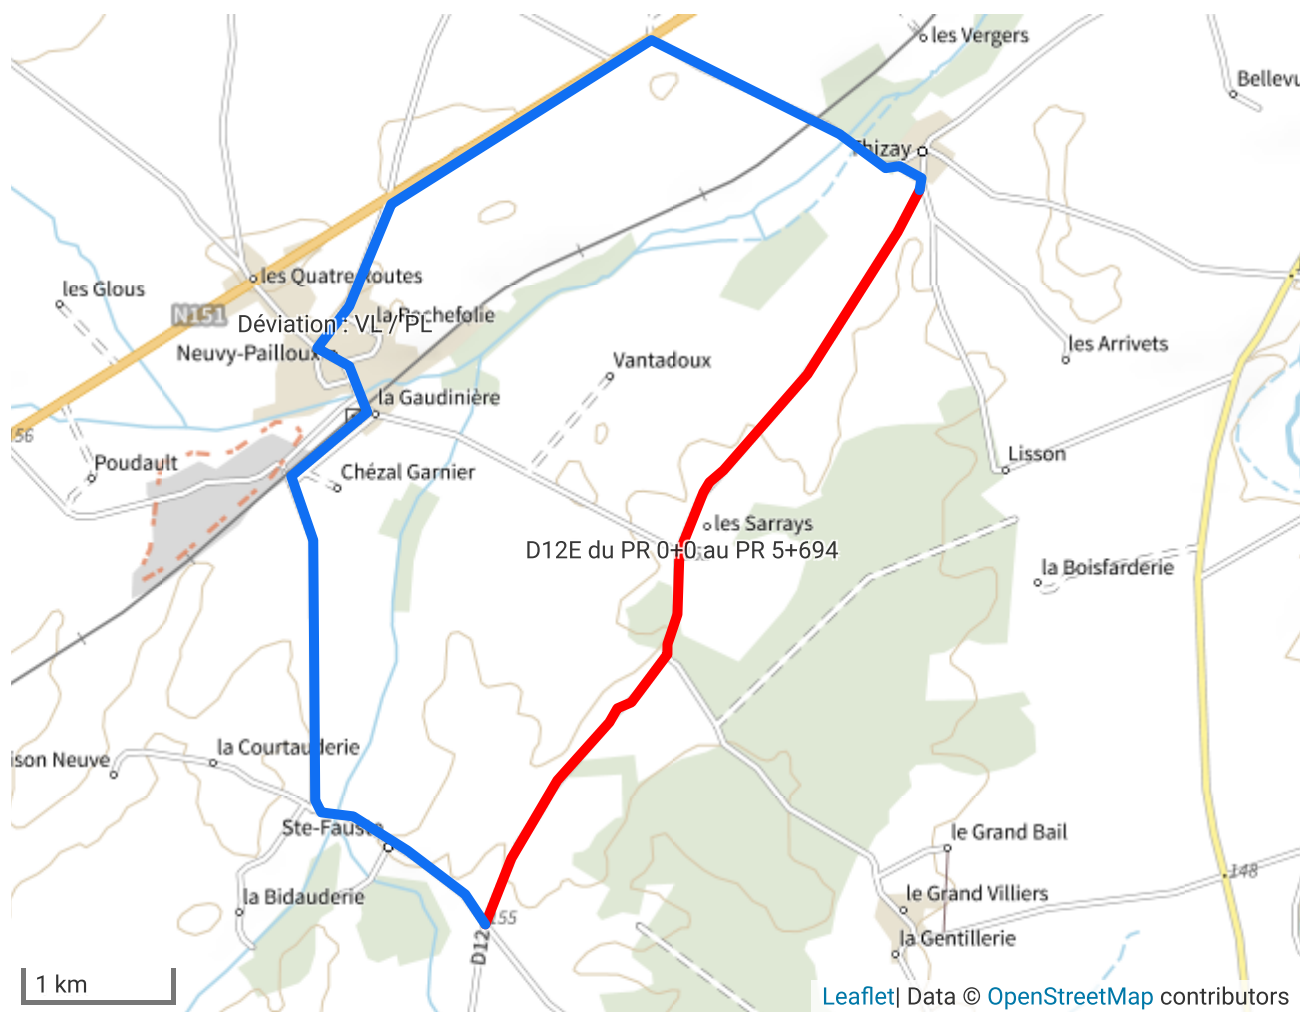 les Vergers
Bellevu
Thizay
les Quatre Routes
les Glous
N151
la Rochefolie
Déviation : VL / PL
Neuvy-Pailloux
Vantadoux
les Arrivets
la Gaudinière
56
Poudault
Chézal Garnier
Lisson
les Sarrays
D12E du PR 0+0 au PR 5+694
la Boisfarderie
la Courtauderie
ison Neuve
Ste-Fauste
le Grand Bail
148
la Bidauderie
le Grand Villiers
155
D12
la Gentillerie
1 km
Leaflet| Data © OpenStreetMap contributors